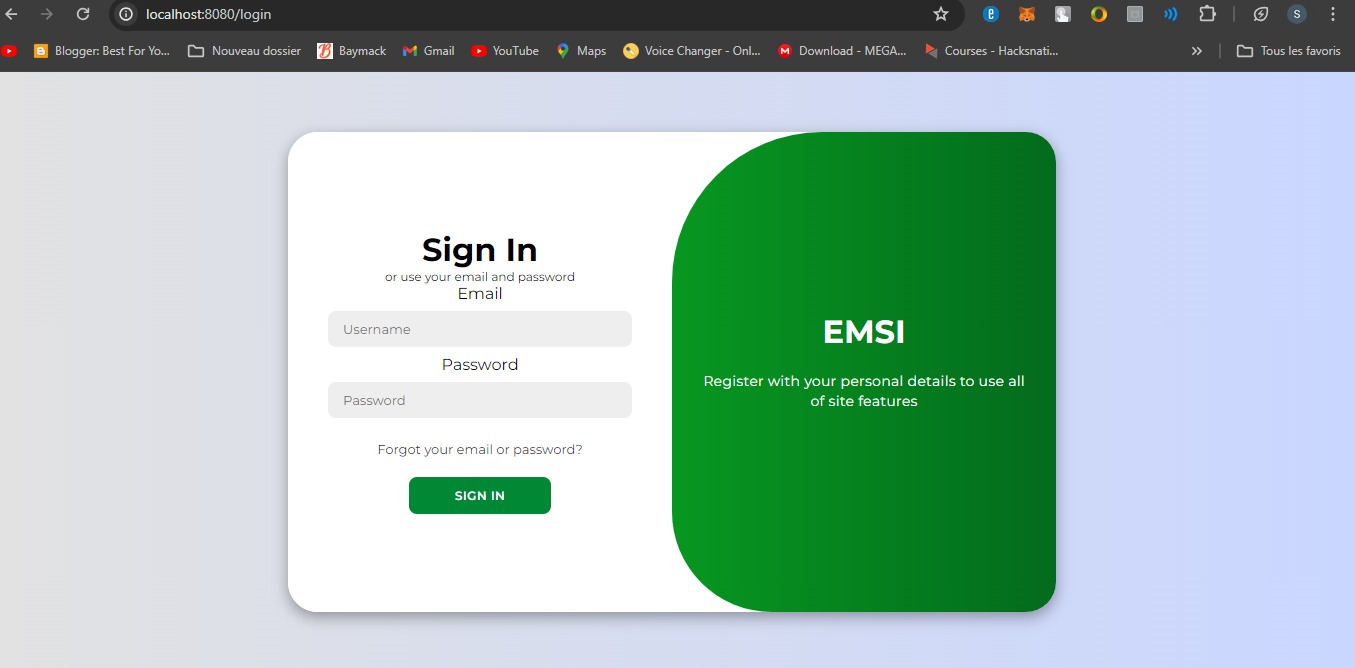 localhost:8080/login
S
Blogger: Best For Yo...
Nouveau dossier
Baymack
Gmail
YouTube
Maps
Voice Changer - Onl...
Download - MEGA...
Courses - Hacksnati...
»
Tous les favoris
Sign In
or use your email and password
Email
Username
Password
Password
Forgot your email or password?
SIGN IN
EMSI
Register with your personal details to use all
of site features